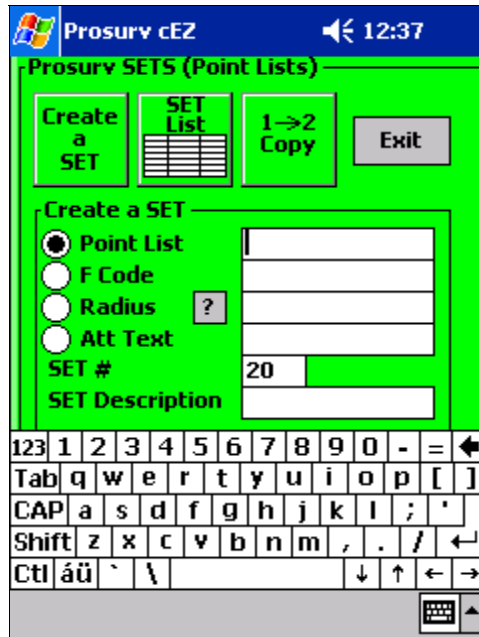 Prosurv cEZ 12:37
Prosurv SETS (Point Lists)
Create
a
SET
SET
List
1->2
Copy
Exit
Create a SET
Point List
F Code
Radius ?
Att Text
SET # 20
SET Description
123 1 2 3 4 5 6 7 8 9 0 - =
Tab q w e r t y u i o p [ ]
CAP a s d f g h j k l ; '
Shift z x c v b n m , . /
Ctl áü ` \